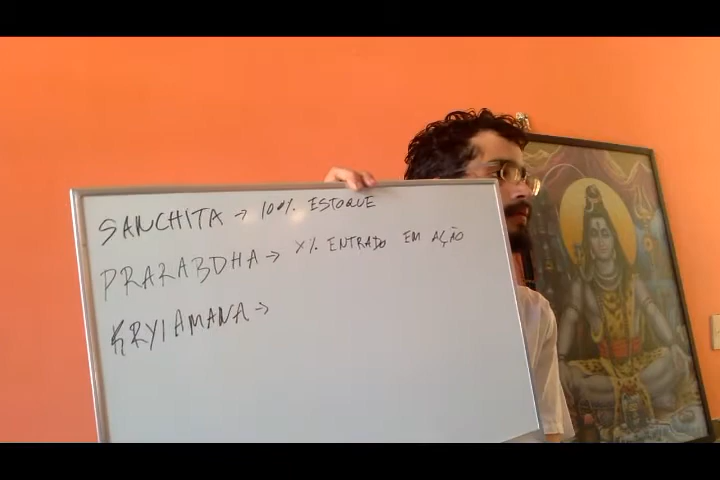 SANCHITA → 100% ESTOQUE
PRARABDHA → X% ENTRADO EM AÇÃO
KRYIAMANA →